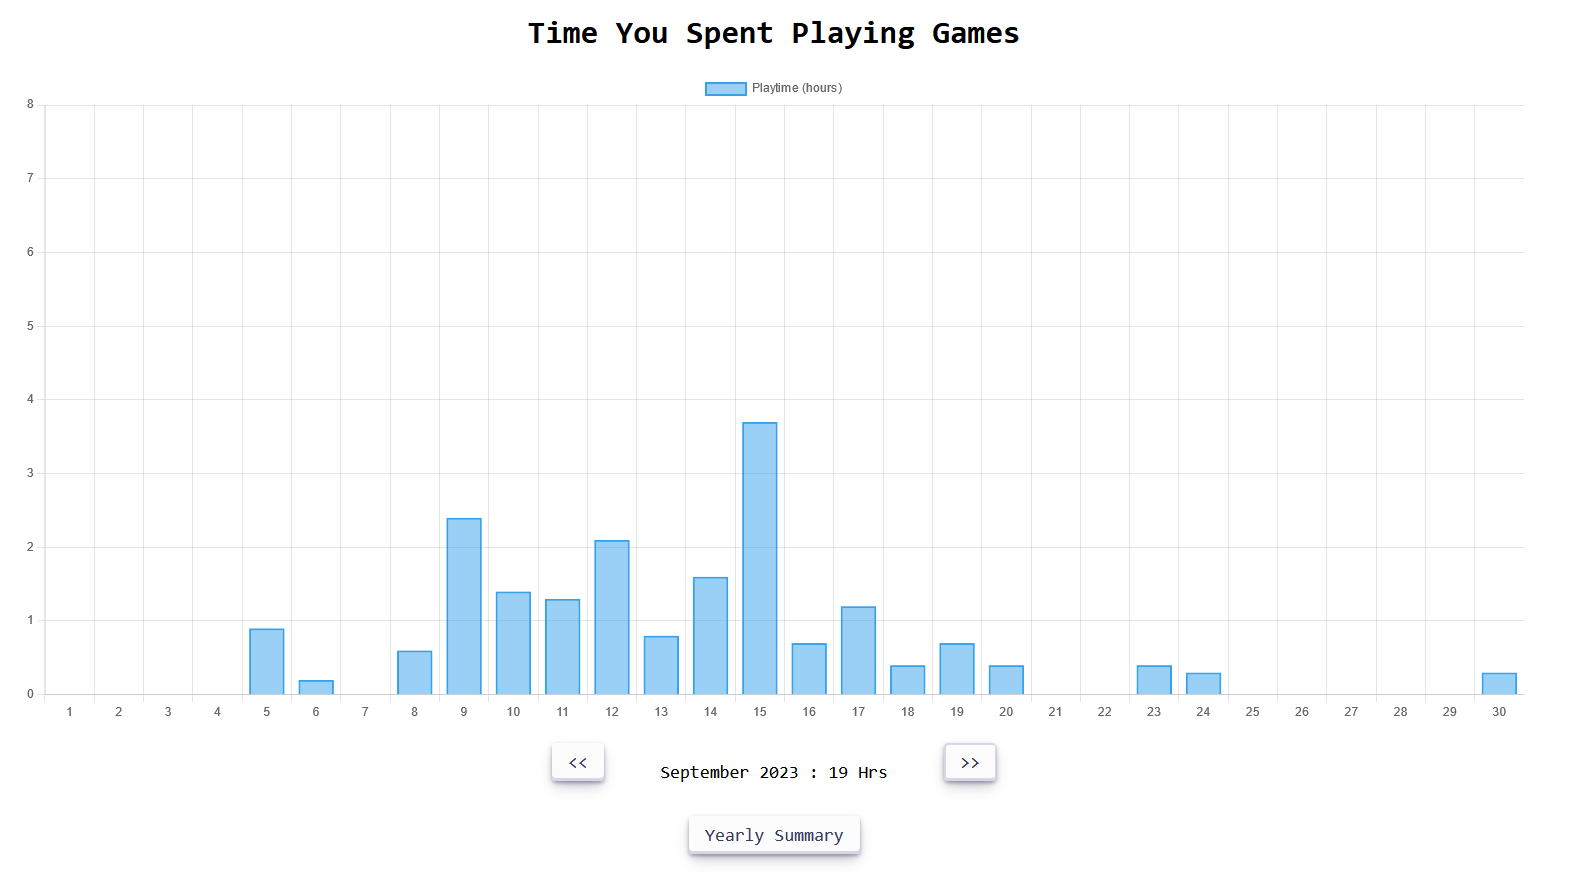 Time You Spent Playing Games
Playtime (hours)
8
7
6
5
4
3
2
1
0
1 2 3 4 5 6 7 8 9 10 11 12 13 14 15 16 17 18 19 20 21 22 23 24 25 26 27 28 29 30
<< September 2023 : 19 Hrs >>
Yearly Summary